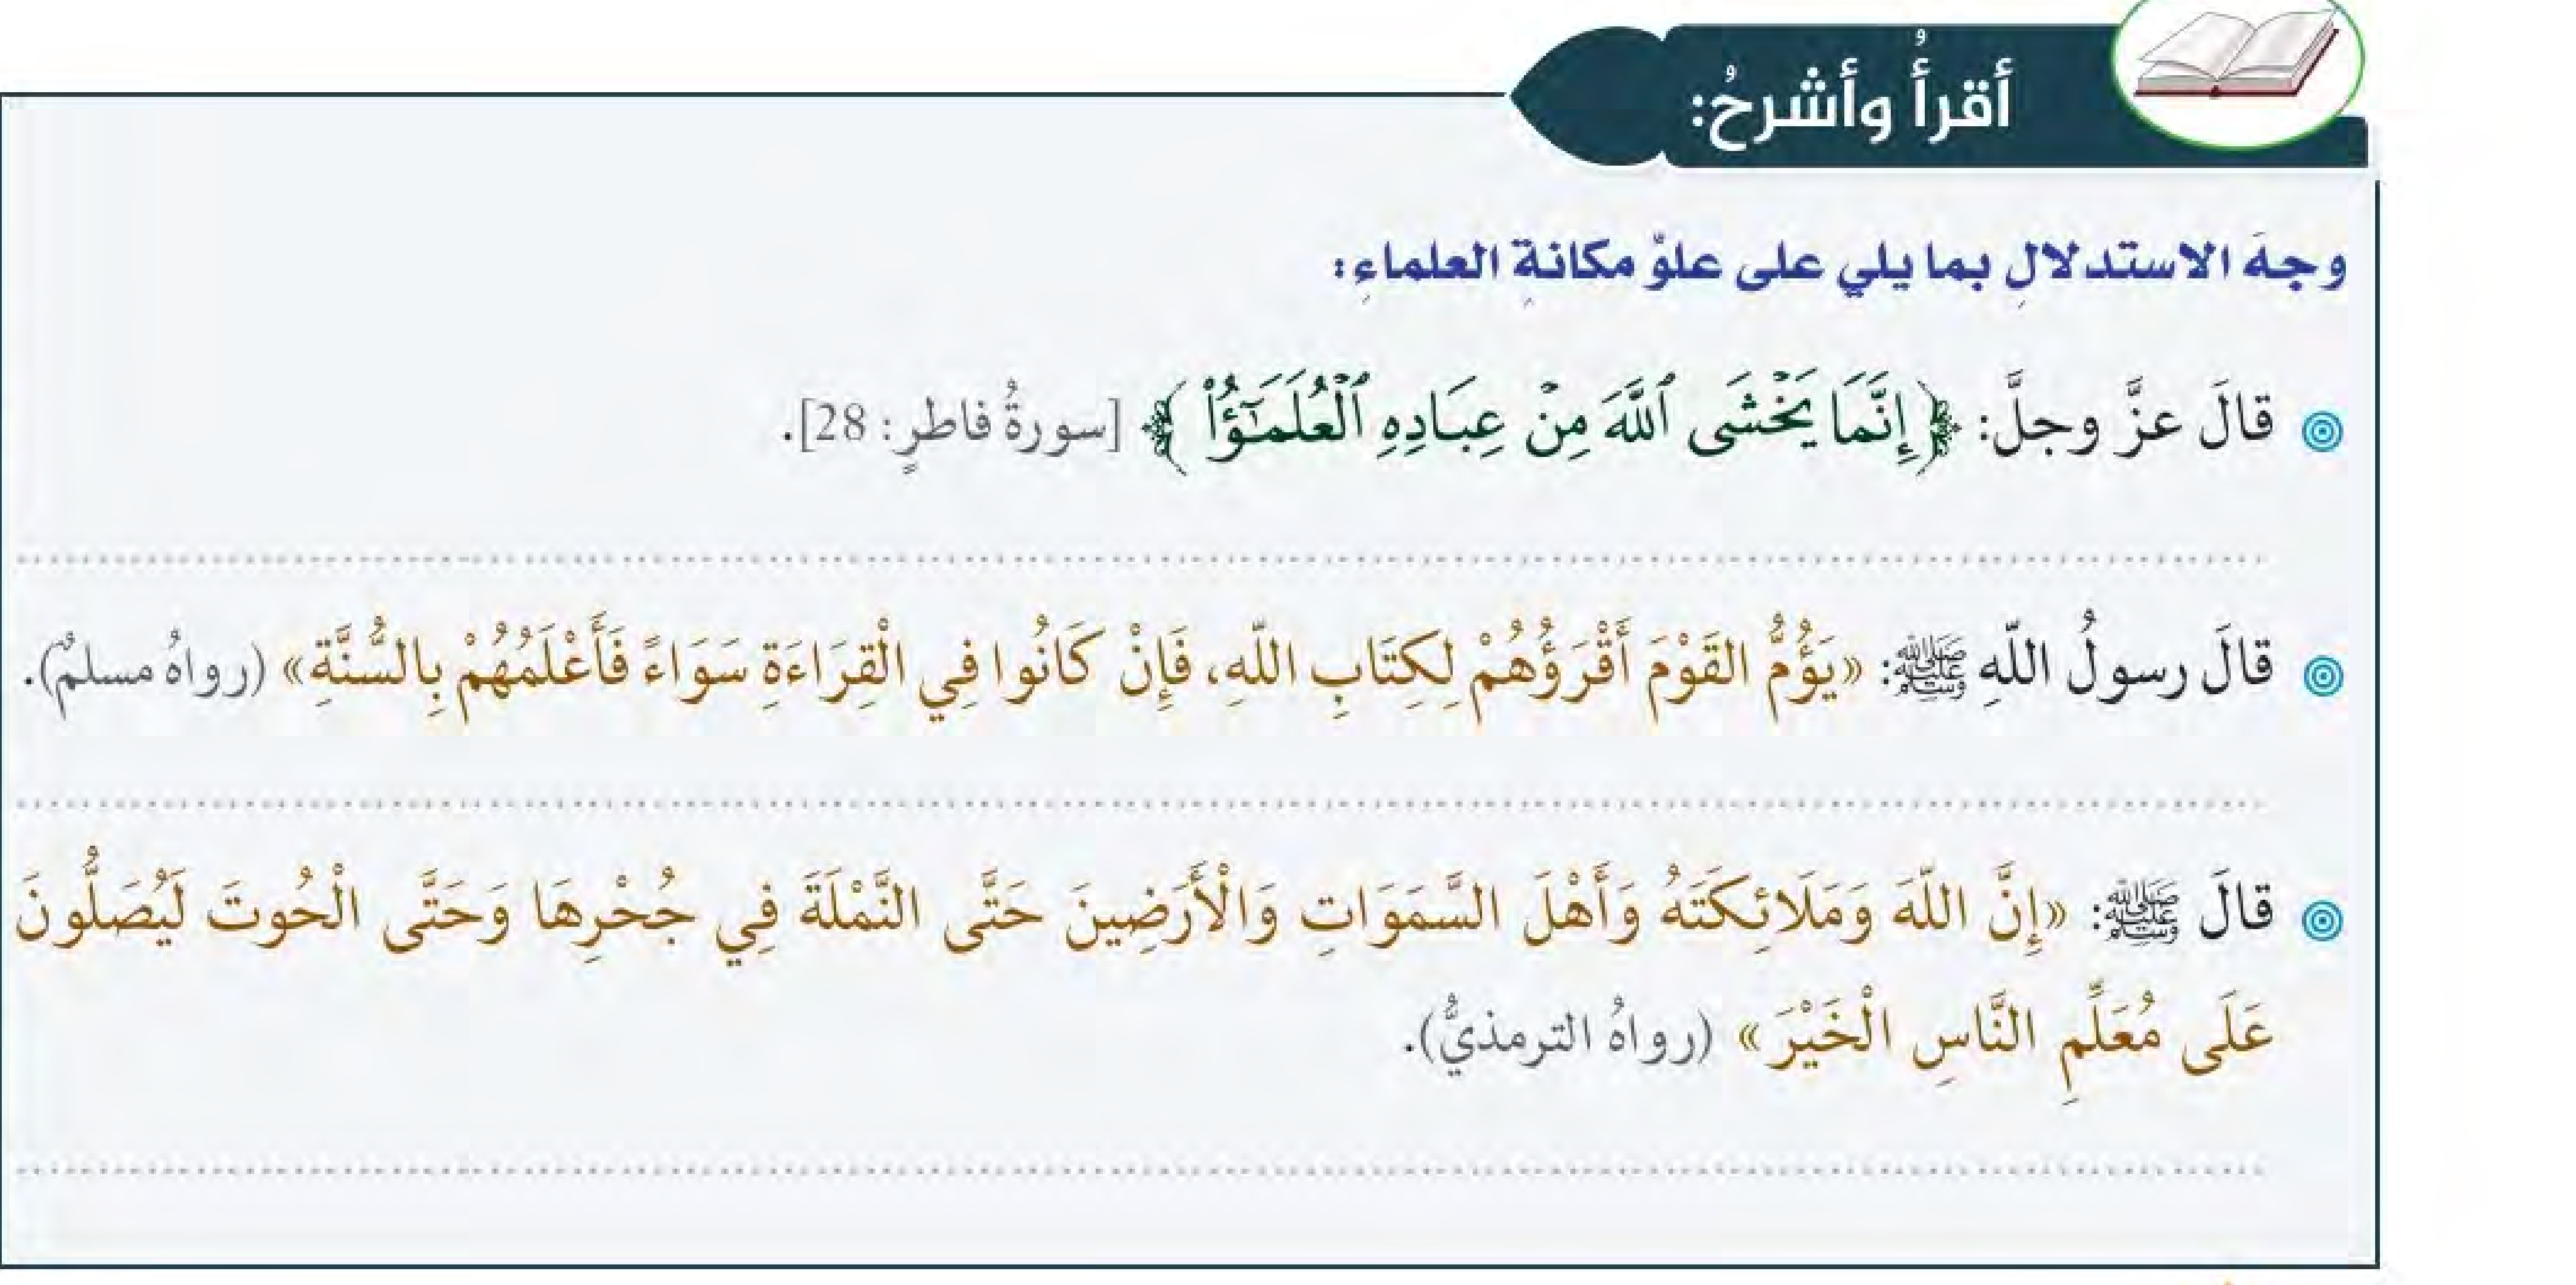 أقرأُ وأشرحُ:
وجهَ الاستدلالِ بما يلي على علوِّ مكانةِ العلماءِ:
قالَ عزَّ وجلَّ: ﴿إِنَّمَا يَخْشَى ٱللَّهَ مِنْ عِبَادِهِ ٱلْعُلَمَـٰٓؤُا۟﴾ [سورةُ فاطرٍ: 28].
قالَ رسولُ اللّهِ ﷺ: «يَؤُمُّ القَوْمَ أَقْرَؤُهُمْ لِكِتَابِ اللّهِ، فَإِنْ كَانُوا فِي الْقِرَاءَةِ سَوَاءً فَأَعْلَمُهُمْ بِالسُّنَّةِ» (رواهُ مسلمٌ).
قالَ ﷺ: «إِنَّ اللّهَ وَمَلَائِكَتَهُ وَأَهْلَ السَّمَوَاتِ وَالْأَرَضِينَ حَتَّى النَّمْلَةَ فِي جُحْرِهَا وَحَتَّى الْحُوتَ لَيُصَلُّونَ
عَلَى مُعَلِّمِ النَّاسِ الْخَيْرَ» (رواهُ الترمذيُّ).